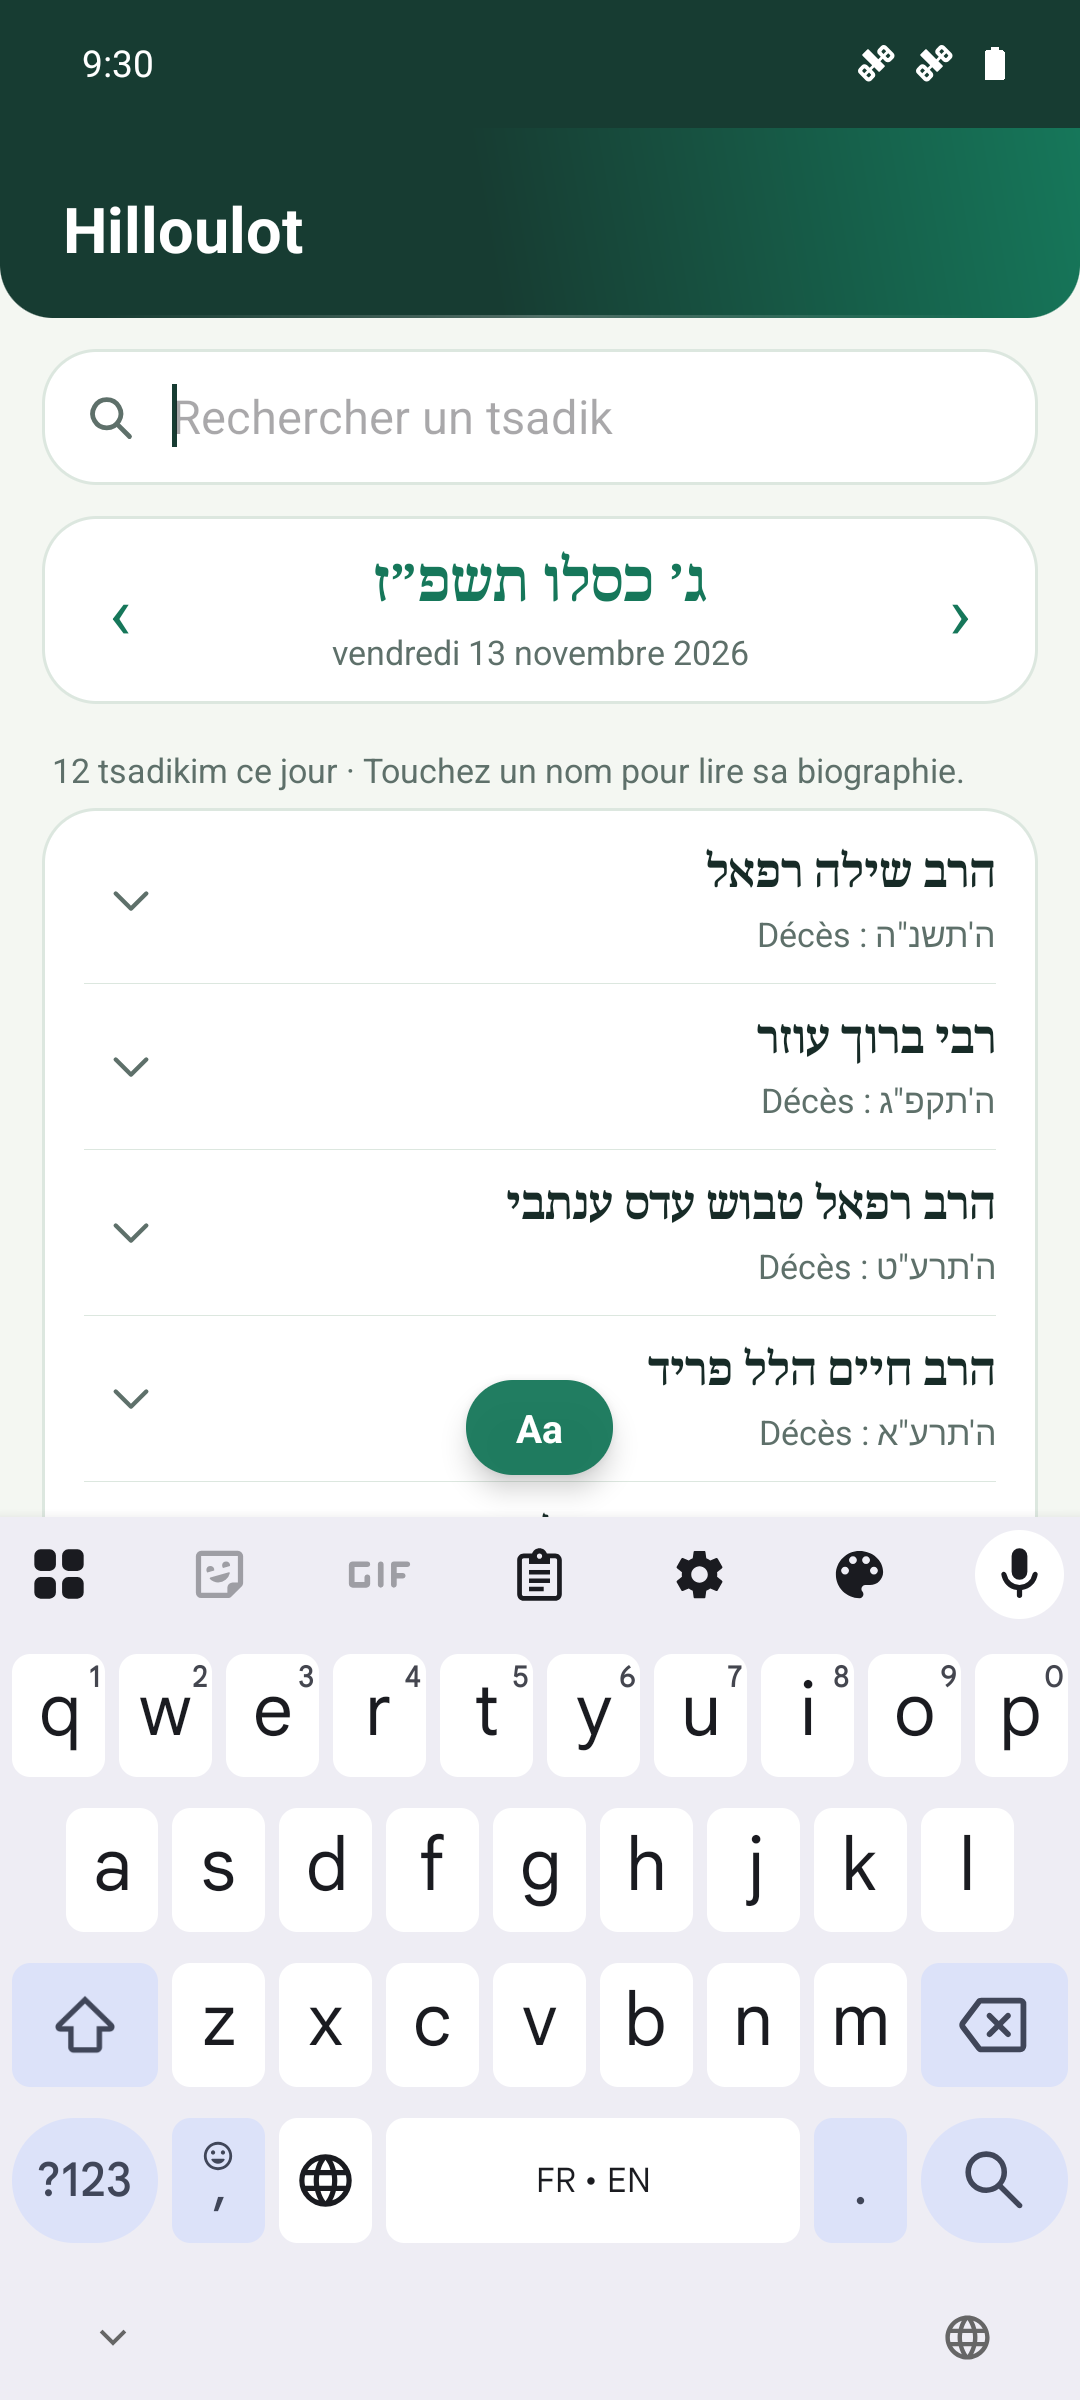 9:30
Hilloulot
Rechercher un tsadik
ג׳ כסלו תשפ״ז
vendredi 13 novembre 2026
12 tsadikim ce jour · Touchez un nom pour lire sa biographie.
הרב שילה רפאל
Décès : ה'תשנ"ה
רבי ברוך עוזר
Décès : ה'תקפ"ג
הרב רפאל טבוש עדס ענתבי
Décès : ה'תרע"ט
הרב חיים הלל פריד
Décès : ה'תרע"א
Aa
GIF
q 1 w 2 e 3 r 4 t 5 y 6 u 7 i 8 o 9 p 0
a s d f g h j k l
z x c v b n m
?123 , FR • EN .